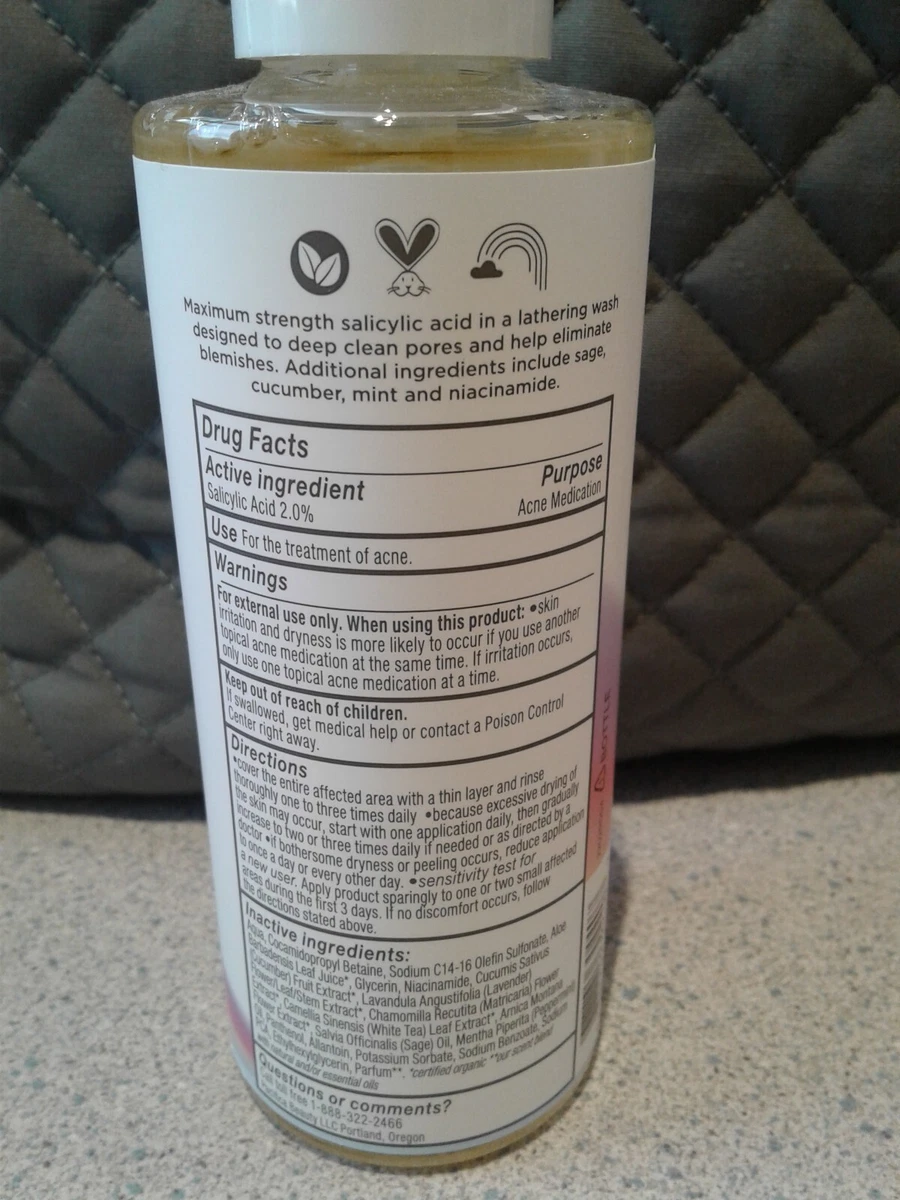 Maximum strength salicylic acid in a lathering wash
designed to deep clean pores and help eliminate
blemishes. Additional ingredients include sage,
cucumber, mint and niacinamide.
Drug Facts
Active ingredient Purpose
Salicylic Acid 2.0% Acne Medication
Use For the treatment of acne.
Warnings
For external use only. When using this product: •skin
irritation and dryness is more likely to occur if you use another
topical acne medication at the same time. If irritation occurs,
only use one topical acne medication at a time.
Keep out of reach of children.
If swallowed, get medical help or contact a Poison Control
Center right away.
Directions
•cover the entire affected area with a thin layer and rinse
thoroughly one to three times daily •because excessive drying of
the skin may occur, start with one application daily, then gradually
increase to two or three times daily if needed or as directed by a
doctor •if bothersome dryness or peeling occurs, reduce application
to once a day or every other day. •sensitivity test for
a new user. Apply product sparingly to one or two small affected
areas during the first 3 days. If no discomfort occurs, follow
the directions stated above.
Inactive ingredients:
Aqua, Cocamidopropyl Betaine, Sodium C14-16 Olefin Sulfonate, Aloe
Barbadensis Leaf Juice*, Glycerin, Niacinamide, Cucumis Sativus
(Cucumber) Fruit Extract*, Lavandula Angustifolia (Lavender)
Flower/Leaf/Stem Extract*, Chamomilla Recutita (Matricaria) Flower
Extract*, Camellia Sinensis (White Tea) Leaf Extract*, Arnica Montana
Flower Extract*, Salvia Officinalis (Sage) Oil, Mentha Piperita (Peppermint)
Oil, Panthenol, Allantoin, Potassium Sorbate, Sodium Benzoate, Sodium
PCA, Ethylhexylglycerin, Parfum**. *certified organic **our scent blend
with natural and/or essential oils
Questions or comments?
Call toll free 1-888-322-2466
Beauty LLC Portland, Oregon
BOTTLE